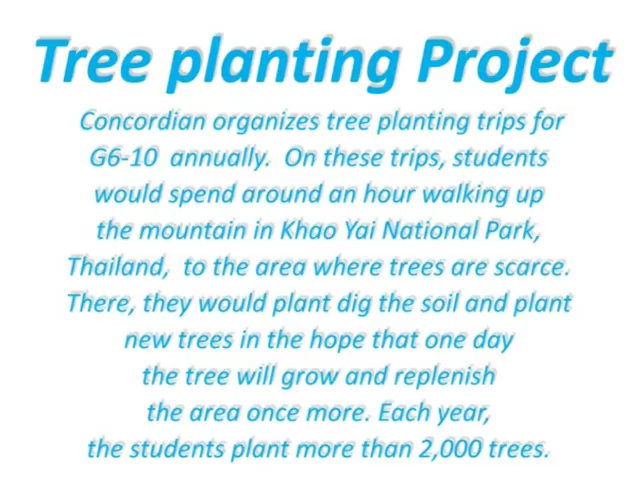 Tree planting Project
Concordian organizes tree planting trips for
G6-10 annually. On these trips, students
would spend around an hour walking up
the mountain in Khao Yai National Park,
Thailand, to the area where trees are scarce.
There, they would plant dig the soil and plant
new trees in the hope that one day
the tree will grow and replenish
the area once more. Each year,
the students plant more than 2,000 trees.